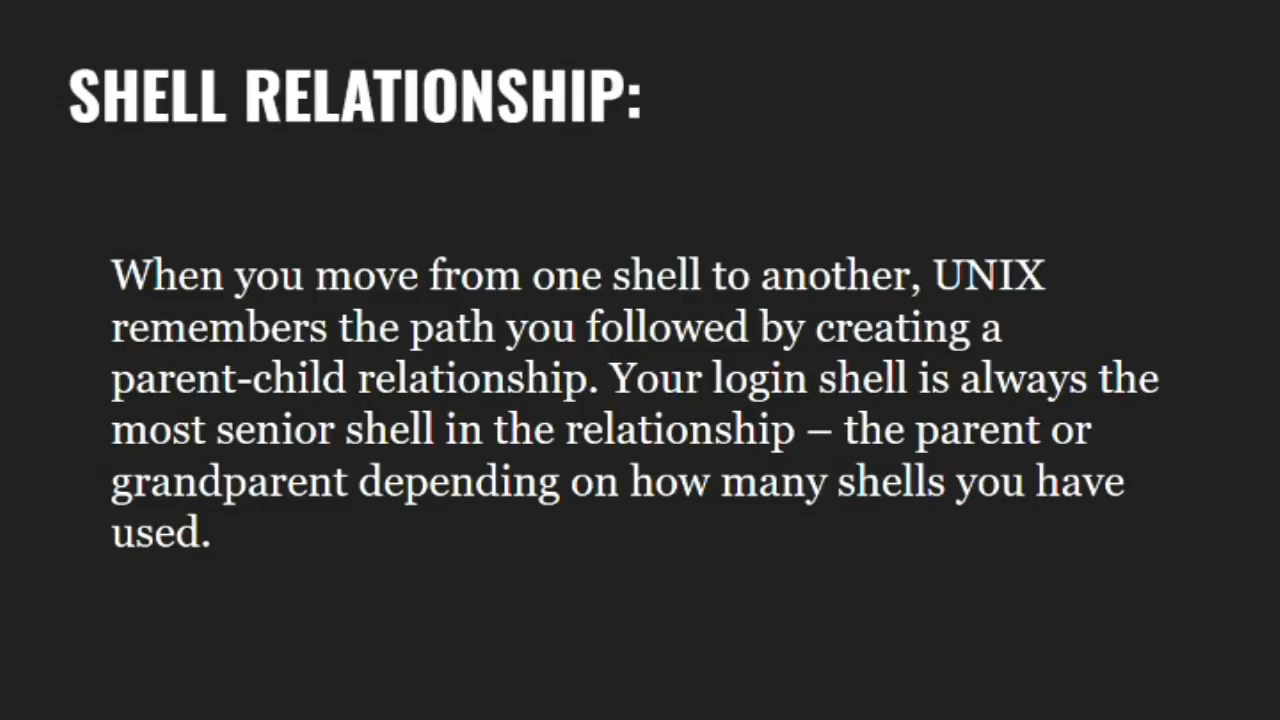 SHELL RELATIONSHIP:
When you move from one shell to another, UNIX
remembers the path you followed by creating a
parent-child relationship. Your login shell is always the
most senior shell in the relationship – the parent or
grandparent depending on how many shells you have
used.